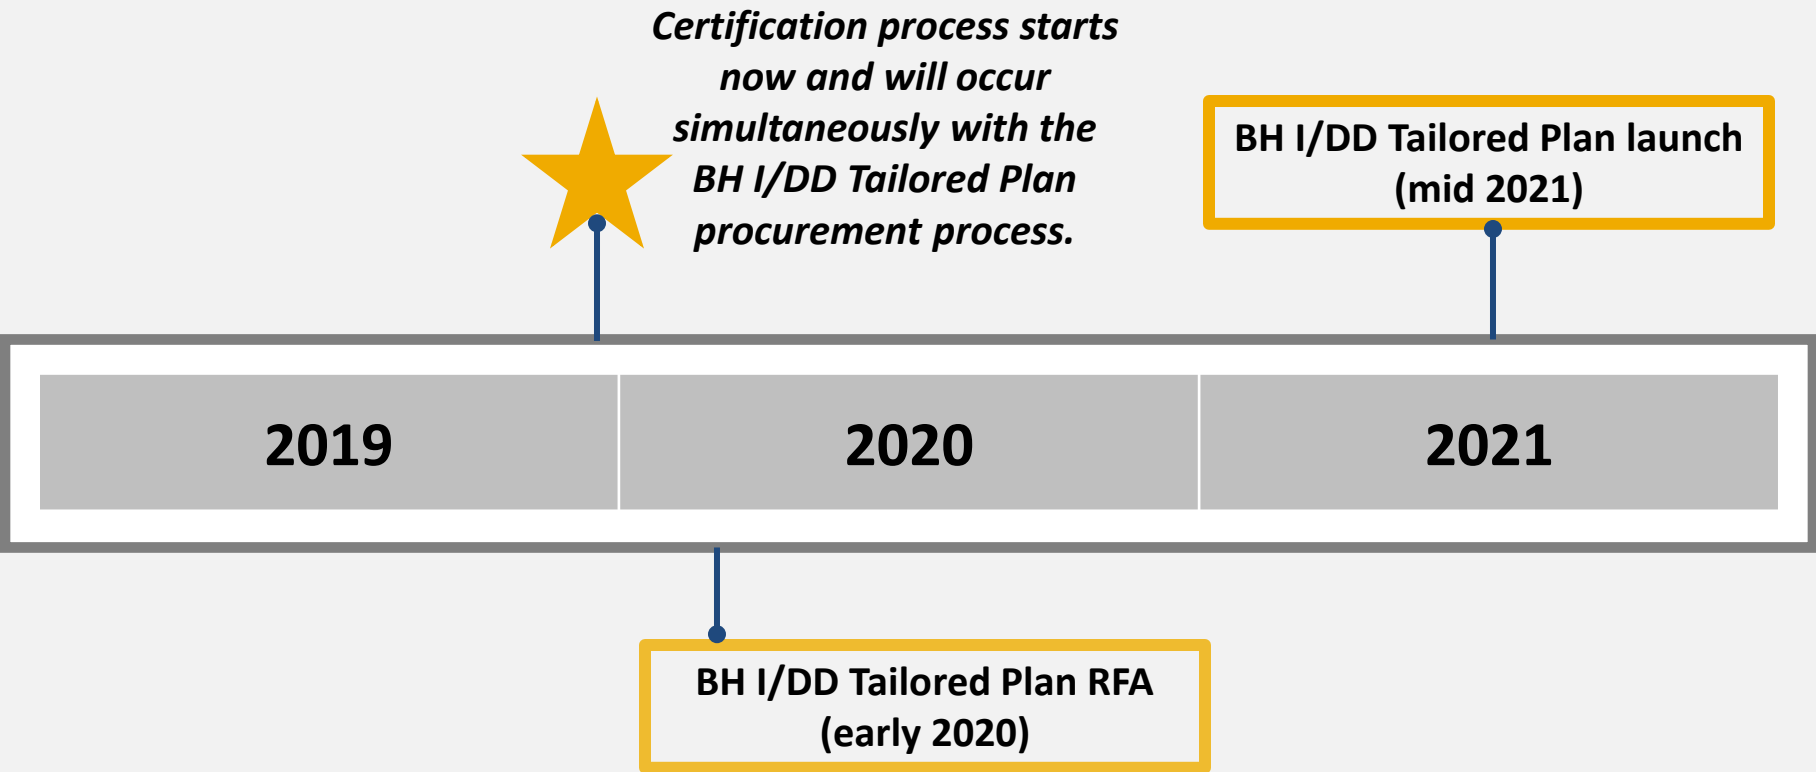 Certification process starts
now and will occur
simultaneously with the
BH I/DD Tailored Plan
procurement process.
BH I/DD Tailored Plan launch
(mid 2021)
2019
2020
2021
BH I/DD Tailored Plan RFA
(early 2020)